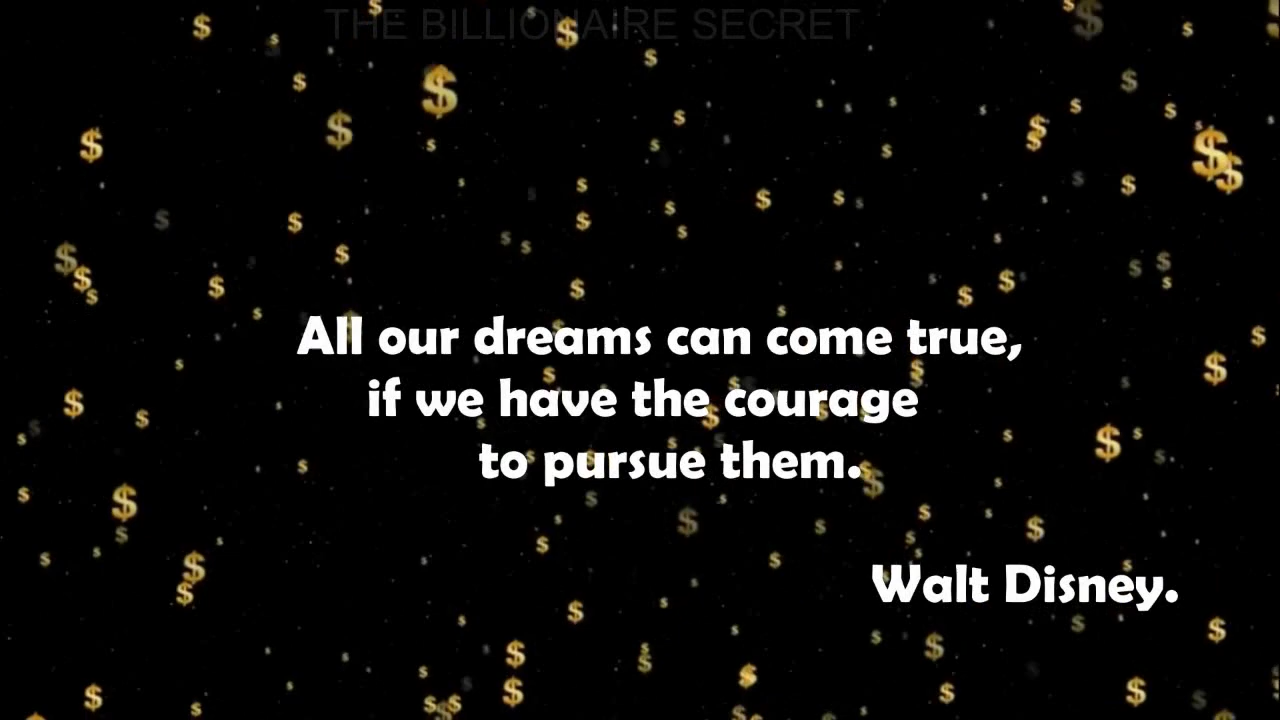 THE BILLIONAIRE SECRET
All our dreams can come true,
if we have the courage
to pursue them.
Walt Disney.